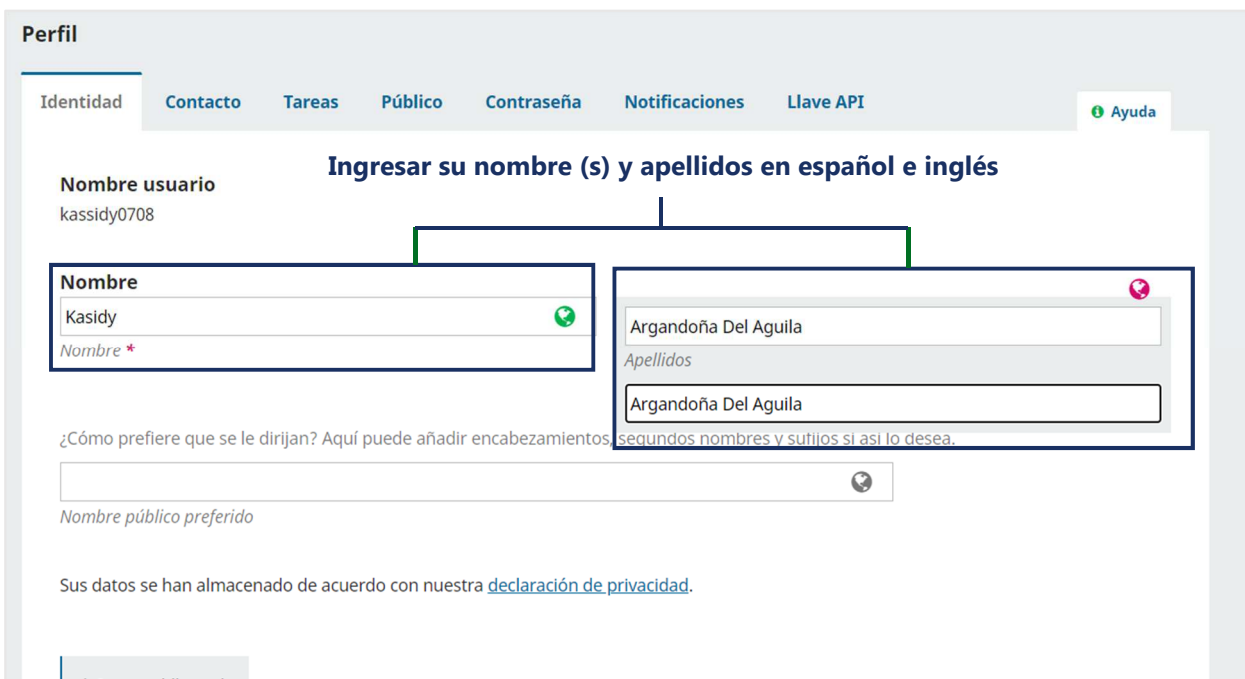 Perfil
Identidad Contacto Tareas Público Contraseña Notificaciones Llave API
Ayuda
Ingresar su nombre (s) y apellidos en español e inglés
Nombre usuario
kassidy0708
Nombre
Kasidy
Nombre *
Argandoña Del Aguila
Apellidos
Argandoña Del Aguila
¿Cómo prefiere que se le dirijan? Aquí puede añadir encabezamientos, segundos nombres y sufijos si así lo desea.
Nombre público preferido
Sus datos se han almacenado de acuerdo con nuestra declaración de privacidad.